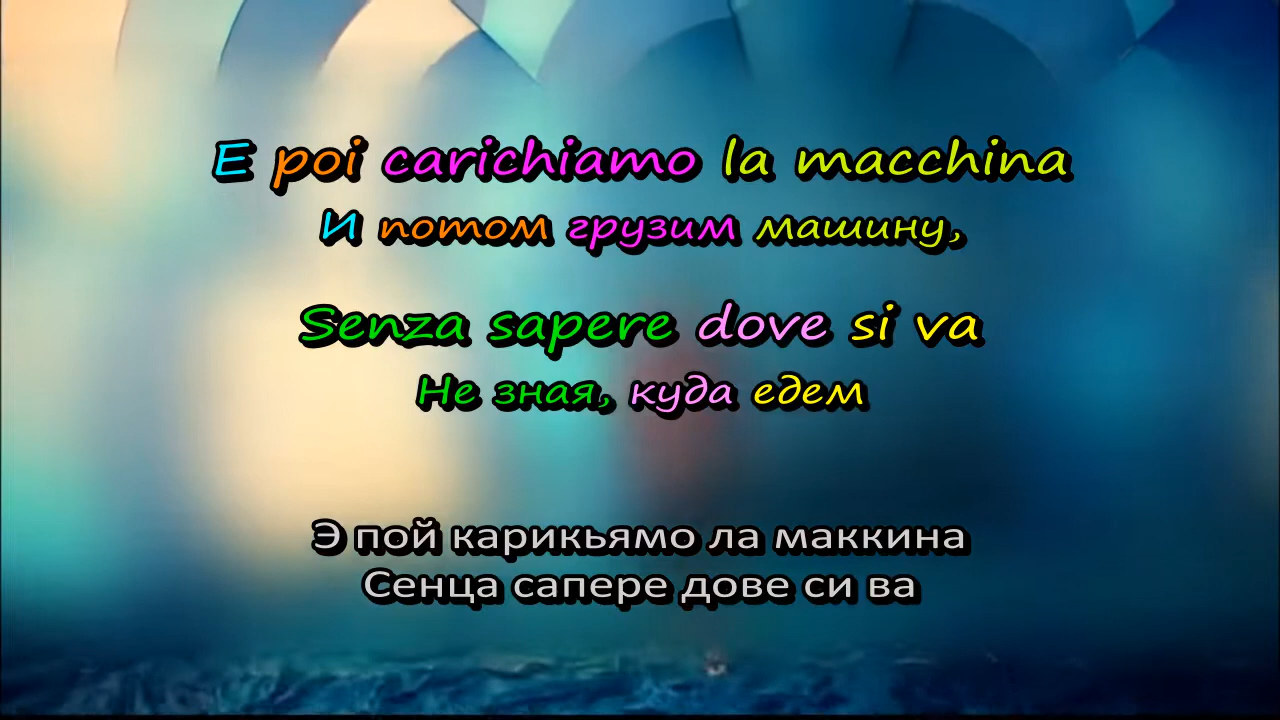 E poi carichiamo la macchina
И потом грузим машину,
Senza sapere dove si va
Не зная, куда едем
Э пой карикьямо ла маккина
Сенца сапере дове си ва